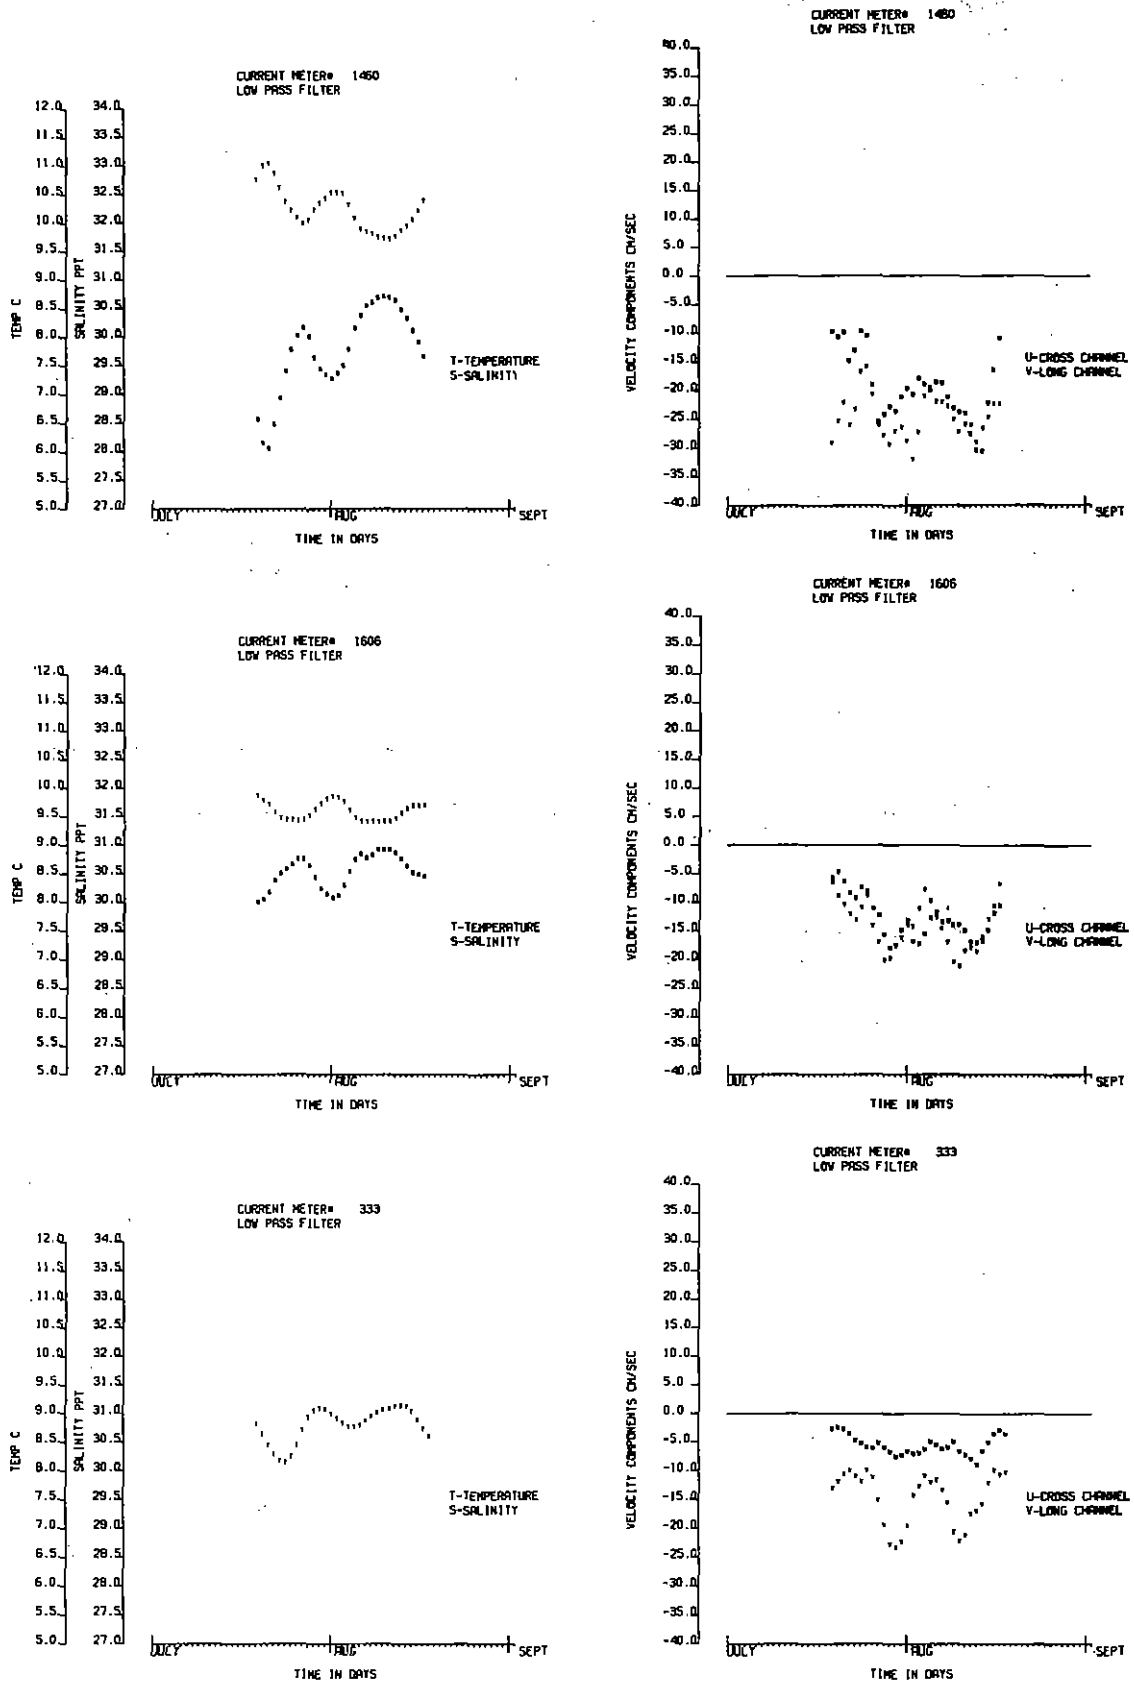 CURRENT METER# 1460
LOW PASS FILTER
12.0 34.0
11.5 33.5
11.0 33.0
10.5 32.5
10.0 32.0
9.5 31.5
9.0 31.0
8.5 30.5
8.0 30.0
7.5 29.5
7.0 29.0
6.5 28.5
6.0 28.0
5.5 27.5
5.0 27.0
TEMP C
SALINITY PPT
T-TEMPERATURE
S-SALINITY
JULY AUG SEPT
TIME IN DAYS
CURRENT METER# 1480
LOW PASS FILTER
40.0
35.0
30.0
25.0
20.0
15.0
10.0
5.0
0.0
-5.0
-10.0
-15.0
-20.0
-25.0
-30.0
-35.0
-40.0
VELOCITY COMPONENTS CM/SEC
U-CROSS CHANNEL
V-LONG CHANNEL
JULY AUG SEPT
TIME IN DAYS
CURRENT METER# 1606
LOW PASS FILTER
12.0 34.0
11.5 33.5
11.0 33.0
10.5 32.5
10.0 32.0
9.5 31.5
9.0 31.0
8.5 30.5
8.0 30.0
7.5 29.5
7.0 29.0
6.5 28.5
6.0 28.0
5.5 27.5
5.0 27.0
TEMP C
SALINITY PPT
T-TEMPERATURE
S-SALINITY
JULY AUG SEPT
TIME IN DAYS
CURRENT METER# 1606
LOW PASS FILTER
40.0
35.0
30.0
25.0
20.0
15.0
10.0
5.0
0.0
-5.0
-10.0
-15.0
-20.0
-25.0
-30.0
-35.0
-40.0
VELOCITY COMPONENTS CM/SEC
U-CROSS CHANNEL
V-LONG CHANNEL
JULY AUG SEPT
TIME IN DAYS
CURRENT METER# 333
LOW PASS FILTER
12.0 34.0
11.5 33.5
11.0 33.0
10.5 32.5
10.0 32.0
9.5 31.5
9.0 31.0
8.5 30.5
8.0 30.0
7.5 29.5
7.0 29.0
6.5 28.5
6.0 28.0
5.5 27.5
5.0 27.0
TEMP C
SALINITY PPT
T-TEMPERATURE
S-SALINITY
JULY AUG SEPT
TIME IN DAYS
CURRENT METER# 333
LOW PASS FILTER
40.0
35.0
30.0
25.0
20.0
15.0
10.0
5.0
0.0
-5.0
-10.0
-15.0
-20.0
-25.0
-30.0
-35.0
-40.0
VELOCITY COMPONENTS CM/SEC
U-CROSS CHANNEL
V-LONG CHANNEL
JULY AUG SEPT
TIME IN DAYS